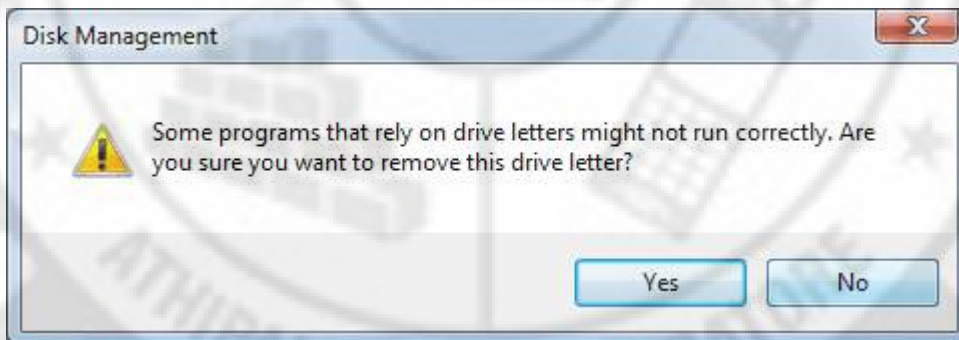 Disk Management
Some programs that rely on drive letters might not run correctly. Are
you sure you want to remove this drive letter?
Yes
No